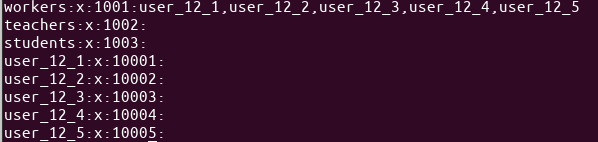 workers:x:1001:user_12_1,user_12_2,user_12_3,user_12_4,user_12_5
teachers:x:1002:
students:x:1003:
user_12_1:x:10001:
user_12_2:x:10002:
user_12_3:x:10003:
user_12_4:x:10004:
user_12_5:x:10005: